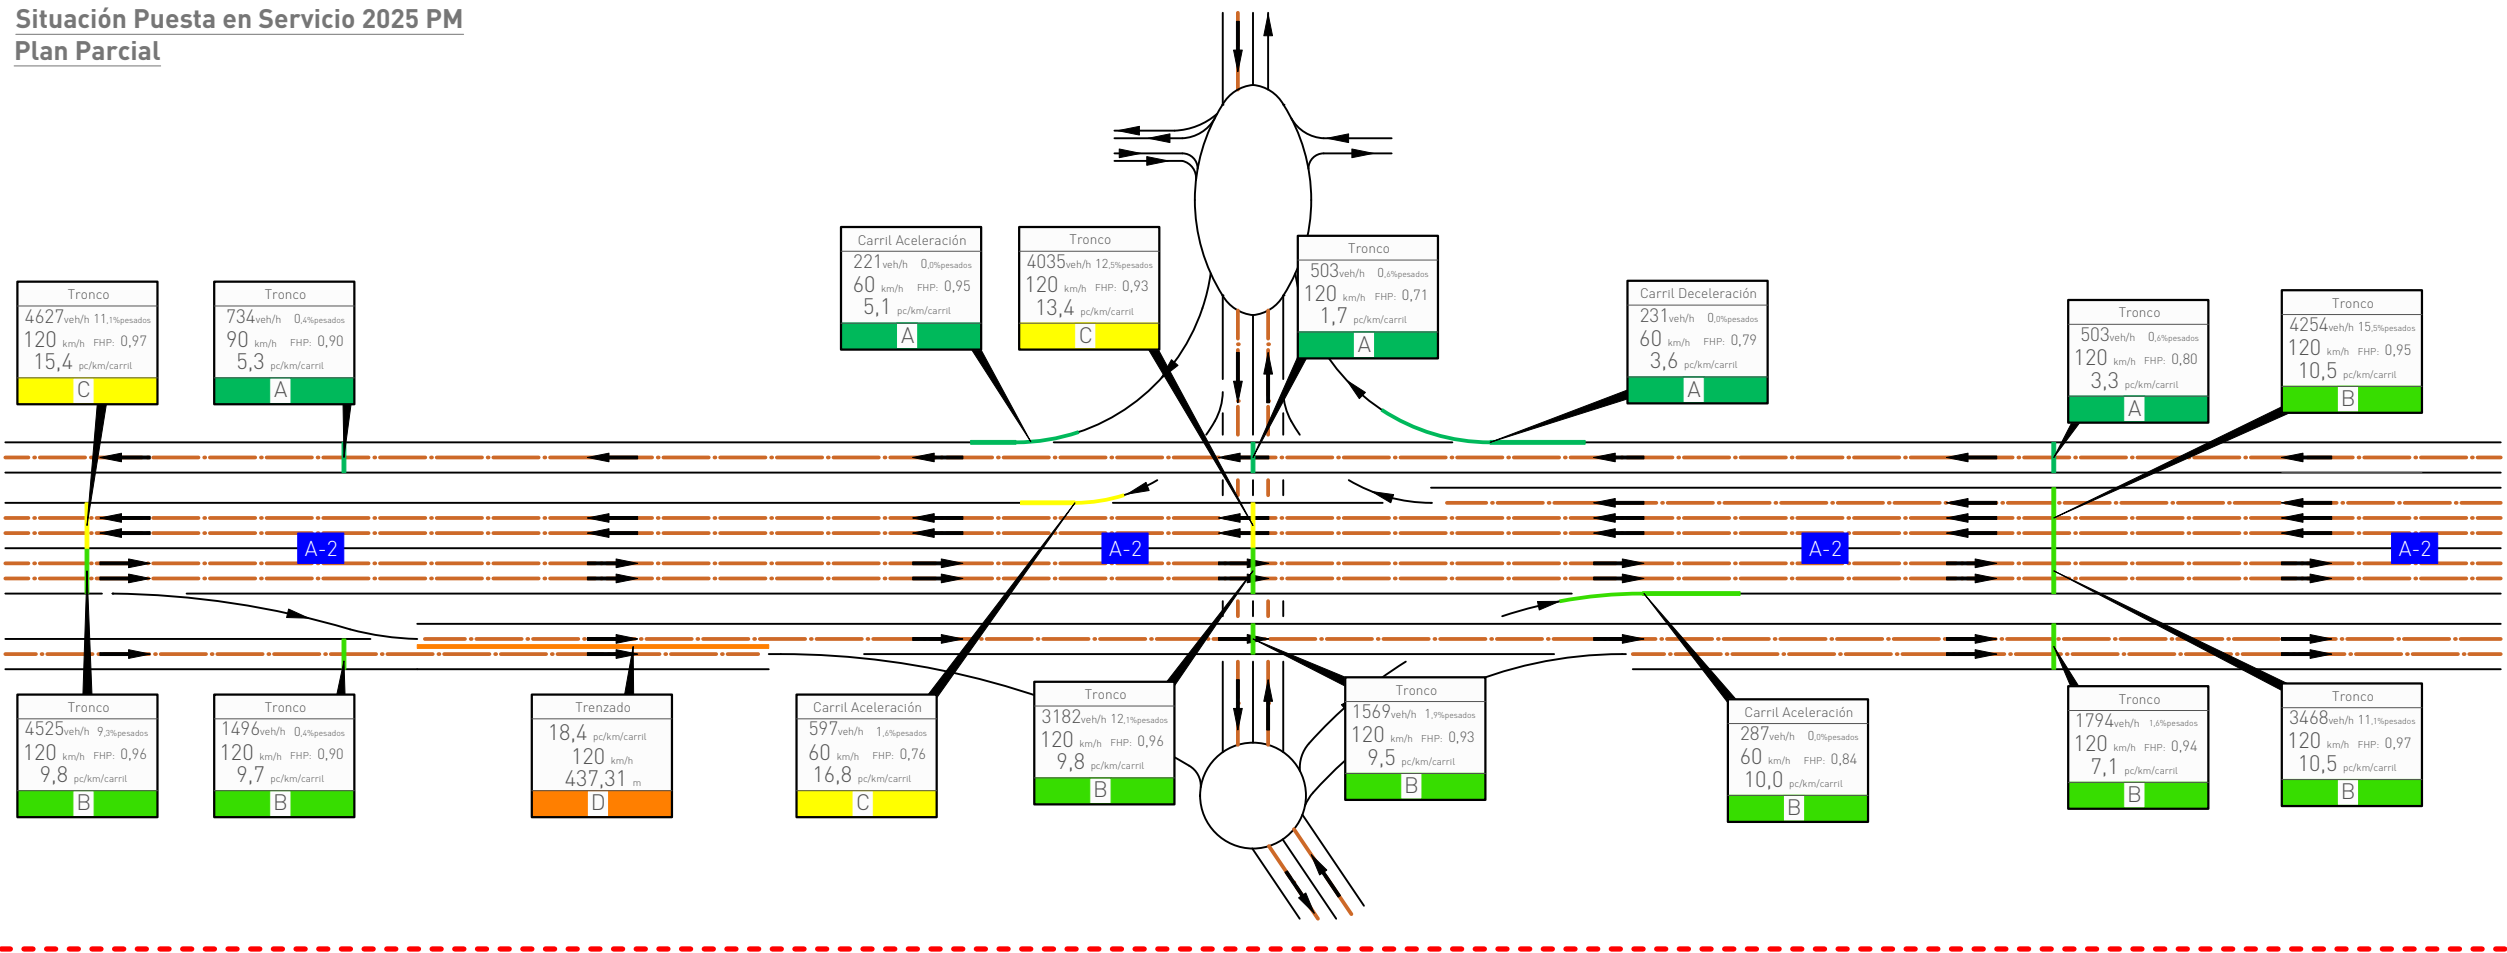 Situación Puesta en Servicio 2025 PM
Plan Parcial
Carril Aceleración
221veh/h 0,0%pesados
60 km/h FHP: 0,95
5,1 pc/km/carril
A
Tronco
4035veh/h 12,5%pesados
120 km/h FHP: 0,93
13,4 pc/km/carril
C
Tronco
503veh/h 0,6%pesados
120 km/h FHP: 0,71
1,7 pc/km/carril
A
Tronco
4627veh/h 11,1%pesados
120 km/h FHP: 0,97
15,4 pc/km/carril
C
Tronco
734veh/h 0,4%pesados
90 km/h FHP: 0,90
5,3 pc/km/carril
A
Carril Deceleración
231veh/h 0,0%pesados
60 km/h FHP: 0,79
3,6 pc/km/carril
A
Tronco
503veh/h 0,6%pesados
120 km/h FHP: 0,80
3,3 pc/km/carril
A
Tronco
4254veh/h 15,5%pesados
120 km/h FHP: 0,95
10,5 pc/km/carril
B
A-2
A-2
A-2
A-2
Tronco
4525veh/h 9,3%pesados
120 km/h FHP: 0,96
9,8 pc/km/carril
B
Tronco
1496veh/h 0,4%pesados
120 km/h FHP: 0,90
9,7 pc/km/carril
B
Trenzado
18,4 pc/km/carril
120 km/h
437,31 m
D
Carril Aceleración
597veh/h 1,6%pesados
60 km/h FHP: 0,76
16,8 pc/km/carril
C
Tronco
3182veh/h 12,1%pesados
120 km/h FHP: 0,96
9,8 pc/km/carril
B
Tronco
1569veh/h 1,9%pesados
120 km/h FHP: 0,93
9,5 pc/km/carril
B
Carril Aceleración
287veh/h 0,0%pesados
60 km/h FHP: 0,84
10,0 pc/km/carril
B
Tronco
1794veh/h 1,6%pesados
120 km/h FHP: 0,94
7,1 pc/km/carril
B
Tronco
3468veh/h 11,1%pesados
120 km/h FHP: 0,97
10,5 pc/km/carril
B